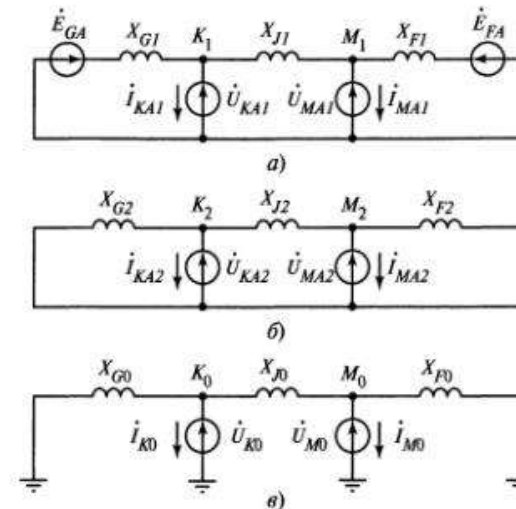 Ė_GA X_G1 K_1 X_J1 M_1 X_F1 Ė_FA
İ_KA1 U̇_KA1 U̇_MA1 İ_MA1
а)
X_G2 K_2 X_J2 M_2 X_F2
İ_KA2 U̇_KA2 U̇_MA2 İ_MA2
б)
X_G0 K_0 X_J0 M_0 X_F0
İ_K0 U̇_K0 U̇_M0 İ_M0
в)